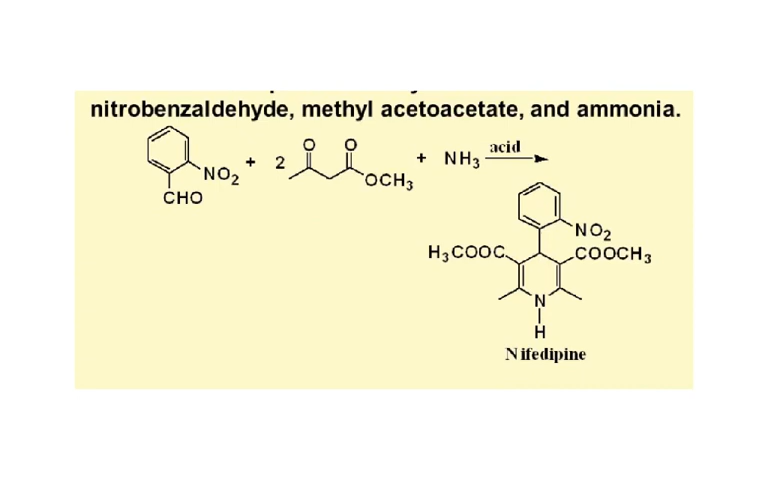 nitrobenzaldehyde, methyl acetoacetate, and ammonia.
NO2 CHO + 2 O O OCH3 + NH3 acid
NO2
H3COOC COOCH3
N
H
Nifedipine